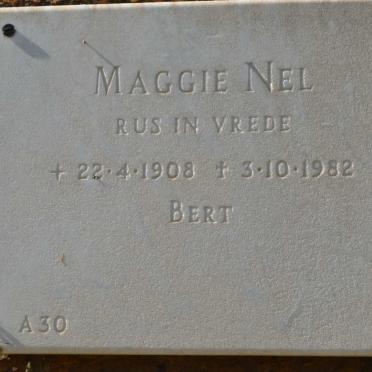 MAGGIE NEL
RUS IN VREDE
+ 22·4·1908 † 3·10·1982
BERT
A30